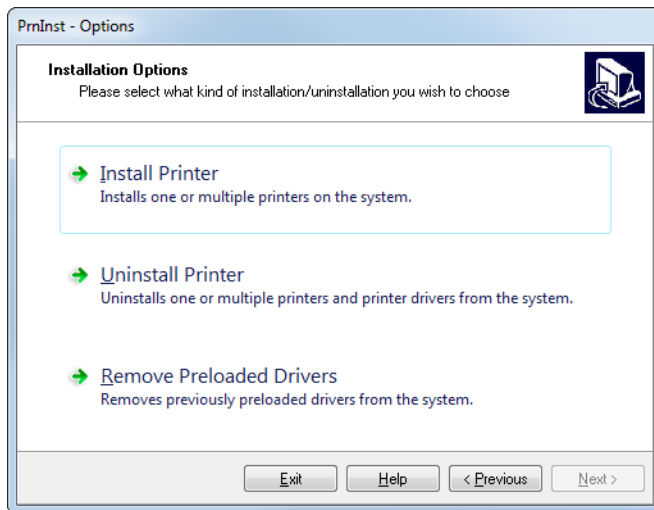 PrnInst - Options
Installation Options
Please select what kind of installation/uninstallation you wish to choose
Install Printer
Installs one or multiple printers on the system.
Uninstall Printer
Uninstalls one or multiple printers and printer drivers from the system.
Remove Preloaded Drivers
Removes previously preloaded drivers from the system.
Exit Help < Previous Next >